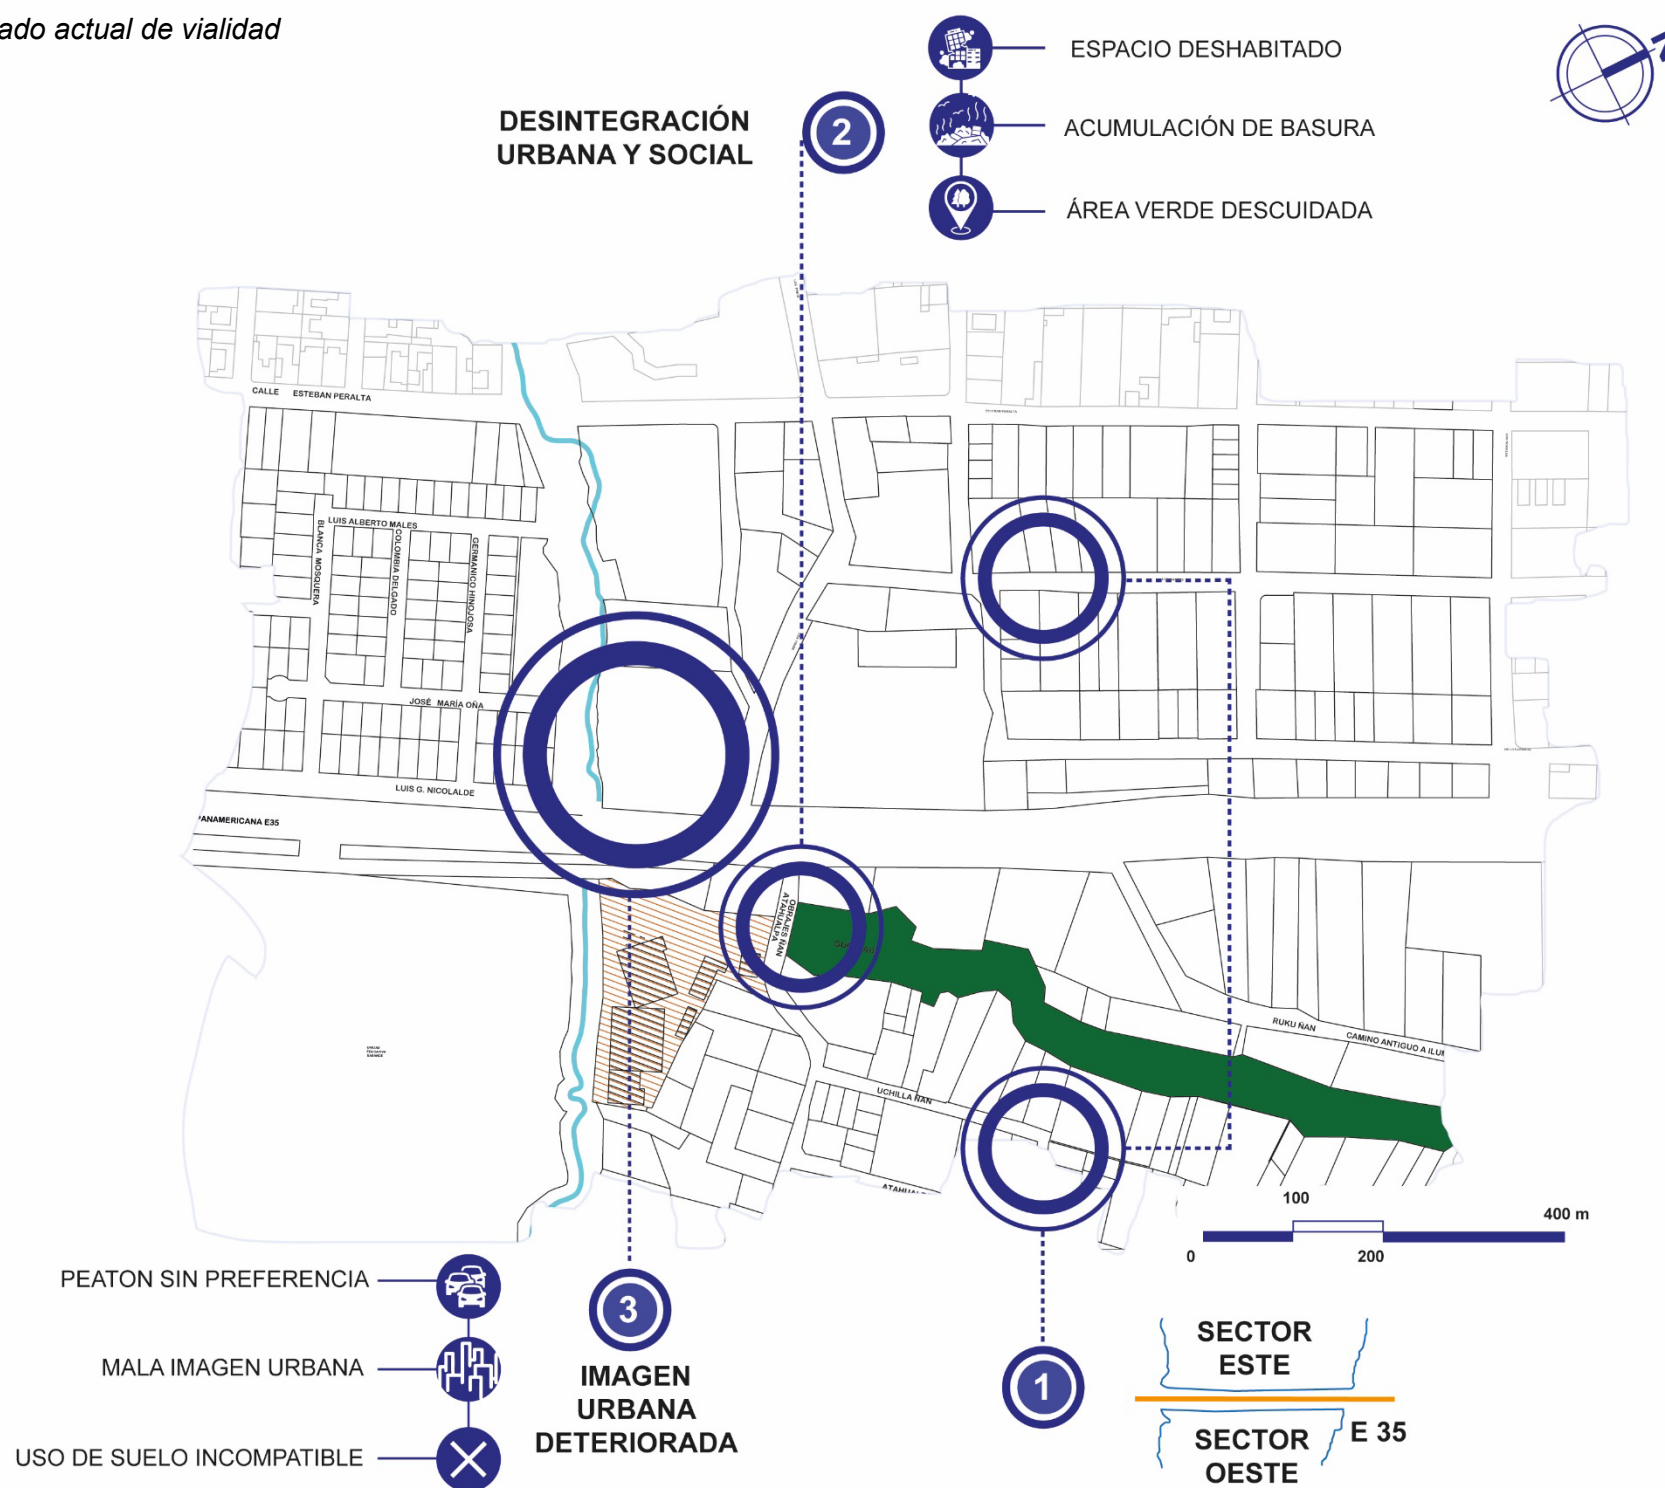 ado actual de vialidad
ESPACIO DESHABITADO
DESINTEGRACIÓN
URBANA Y SOCIAL
2
ACUMULACIÓN DE BASURA
ÁREA VERDE DESCUIDADA
CALLE ESTEBAN PERALTA
LUIS ALBERTO MALES
BLANCA MOSQUERA
COLOMBIA DELGADO
GERMANICO HINOJOSA
JOSÉ MARÍA OÑA
LUIS G. NICOLALDE
PANAMERICANA E35
OBRAJES ÑAN
ATAHUALPA
RUKU ÑAN
CAMINO ANTIGUO A ILU
UCHILLA ÑAN
100
400 m
0
200
PEATON SIN PREFERENCIA
MALA IMAGEN URBANA
USO DE SUELO INCOMPATIBLE
3
IMAGEN
URBANA
DETERIORADA
1
SECTOR
ESTE
E 35
SECTOR
OESTE